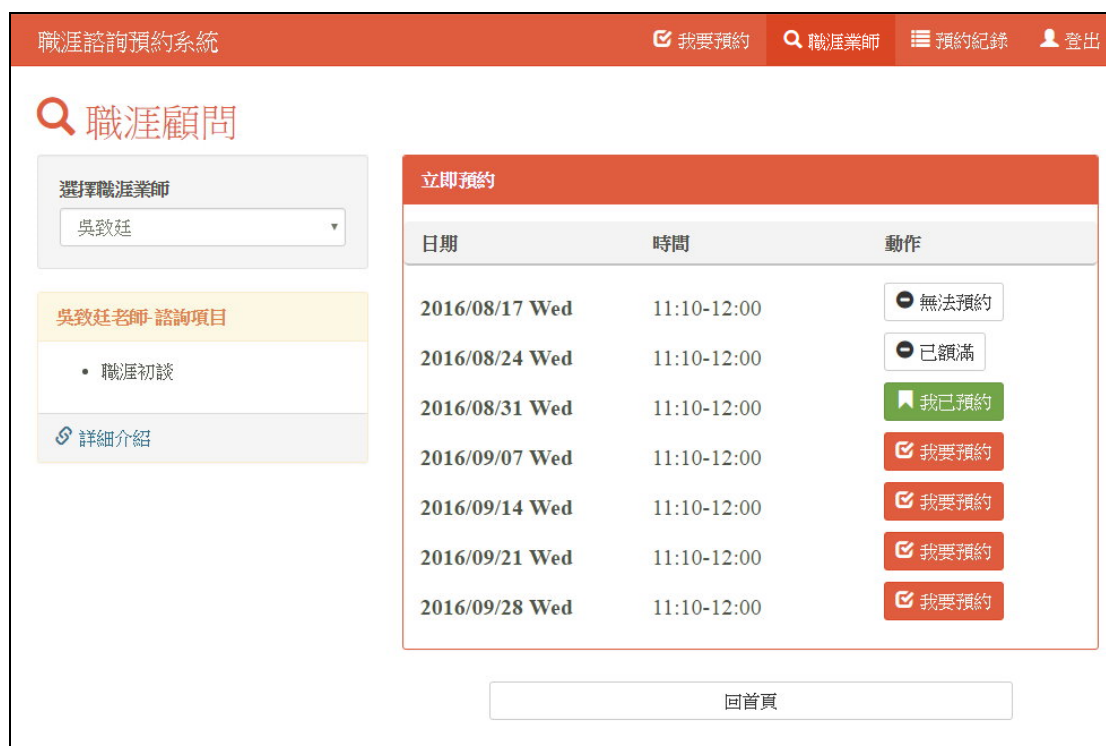 職涯諮詢預約系統 我要預約 職涯業師 預約紀錄 登出
職涯顧問
選擇職涯業師
吳致廷
吳致廷老師-諮詢項目
職涯初談
詳細介紹
立即預約
日期 時間 動作
2016/08/17 Wed 11:10-12:00 無法預約
2016/08/24 Wed 11:10-12:00 已額滿
2016/08/31 Wed 11:10-12:00 我已預約
2016/09/07 Wed 11:10-12:00 我要預約
2016/09/14 Wed 11:10-12:00 我要預約
2016/09/21 Wed 11:10-12:00 我要預約
2016/09/28 Wed 11:10-12:00 我要預約
回首頁